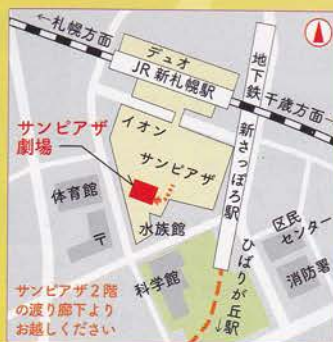 ←札幌方面
デュオ
JR 新札幌駅
地下鉄
千歳方面→
サンピアザ
劇場
イオン
サンピアザ
新さっぽろ駅
体育館
〒
水族館
区民
センター
科学館
ひばりが丘駅→
消防署
サンピアザ2階
の渡り廊下より
お越しください